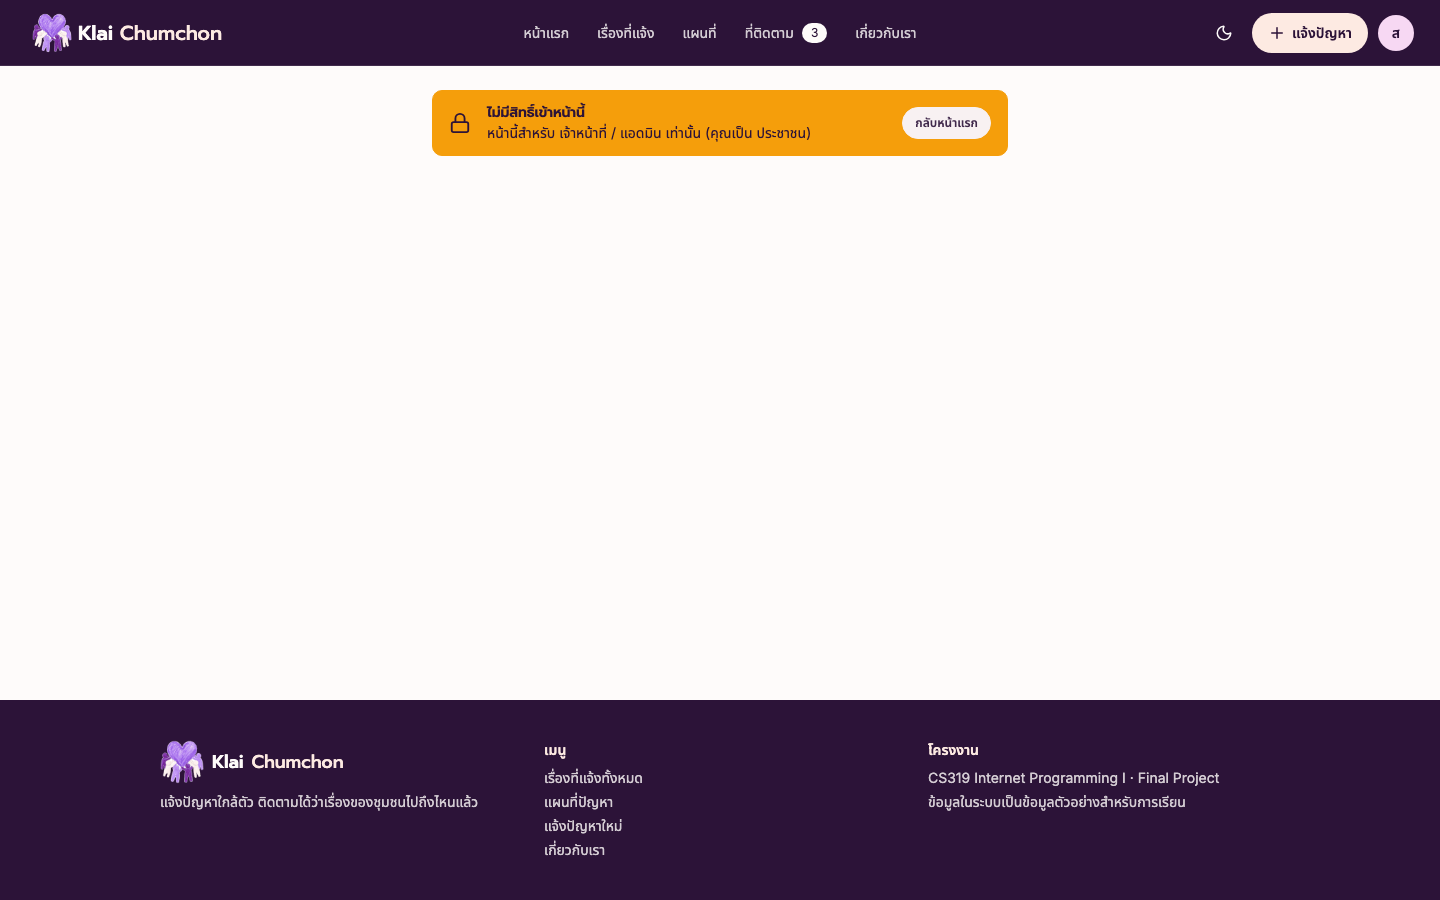 Klai Chumchon
หน้าแรก
เรื่องที่แจ้ง
แผนที่
ที่ติดตาม 3
เกี่ยวกับเรา
แจ้งปัญหา
ส
ไม่มีสิทธิ์เข้าหน้านี้
หน้านี้สำหรับ เจ้าหน้าที่ / แอดมิน เท่านั้น (คุณเป็น ประชาชน)
กลับหน้าแรก
Klai Chumchon
แจ้งปัญหาใกล้ตัว ติดตามได้ว่าเรื่องของชุมชนไปถึงไหนแล้ว
เมนู
เรื่องที่แจ้งทั้งหมด
แผนที่ปัญหา
แจ้งปัญหาใหม่
เกี่ยวกับเรา
โครงงาน
CS319 Internet Programming I · Final Project
ข้อมูลในระบบเป็นข้อมูลตัวอย่างสำหรับการเรียน